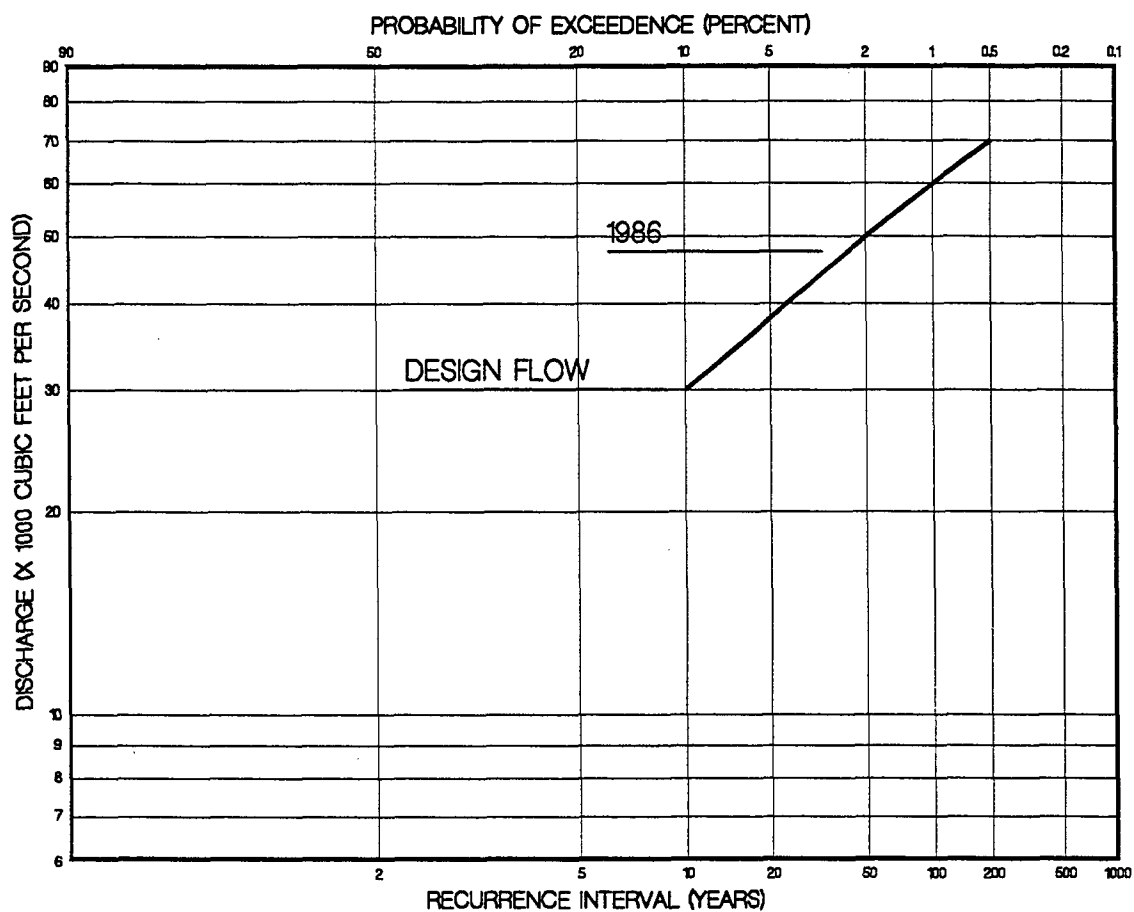 PROBABILITY OF EXCEEDENCE (PERCENT)
90 50 20 10 5 2 1 0.5 0.2 0.1
90
80
70
60
50
40
30
20
10
9
8
7
6
DISCHARGE (X 1000 CUBIC FEET PER SECOND)
1986
DESIGN FLOW
2 5 10 20 50 100 200 500 1000
RECURRENCE INTERVAL (YEARS)